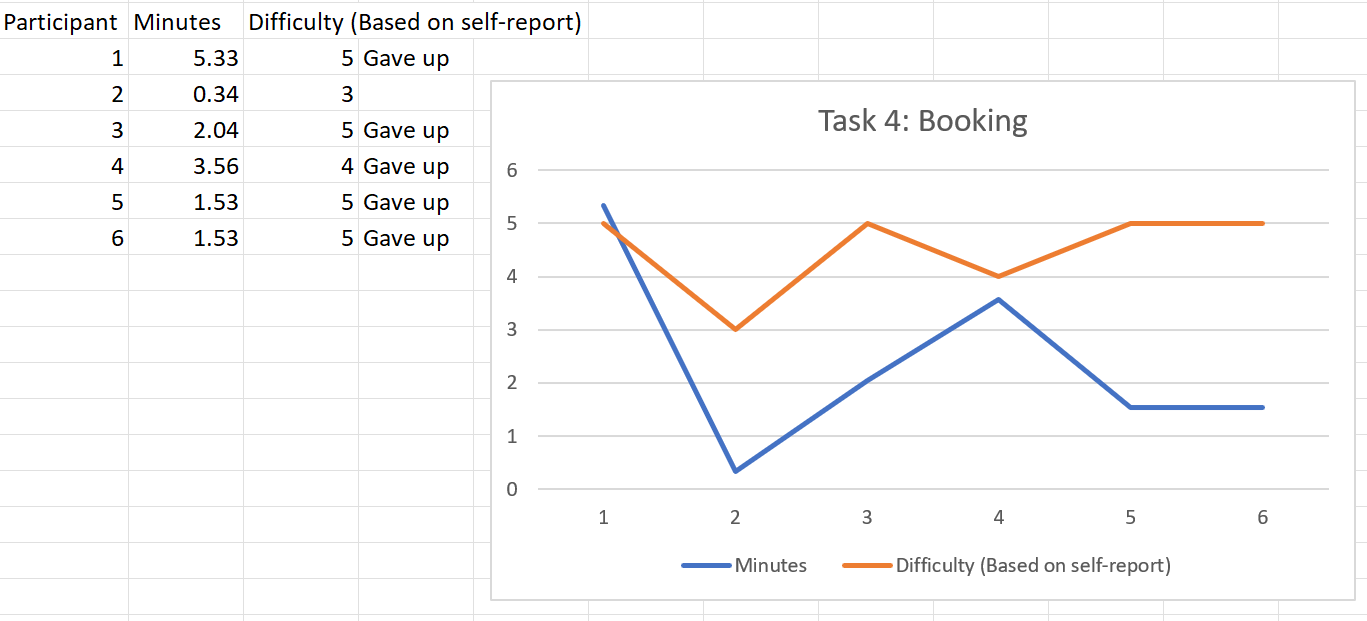 Participant Minutes Difficulty (Based on self-report)
1 5.33 5 Gave up
2 0.34 3
3 2.04 5 Gave up
4 3.56 4 Gave up
5 1.53 5 Gave up
6 1.53 5 Gave up
Task 4: Booking
6
5
4
3
2
1
0
1 2 3 4 5 6
Minutes Difficulty (Based on self-report)